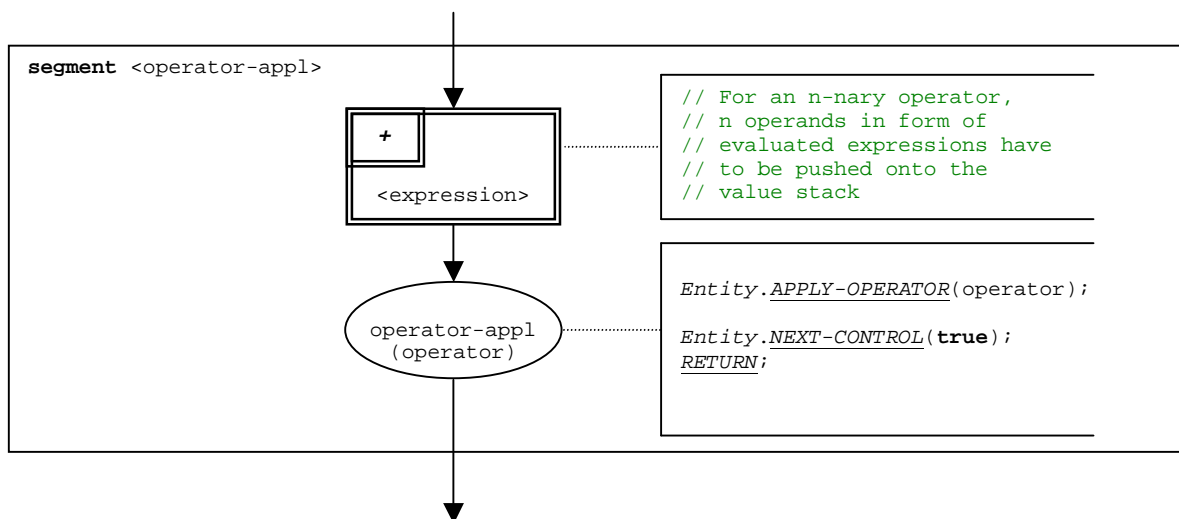 segment <operator-appl>
+
<expression>
// For an n-nary operator,
// n operands in form of
// evaluated expressions have
// to be pushed onto the
// value stack
operator-appl
(operator)
Entity.APPLY-OPERATOR(operator);
Entity.NEXT-CONTROL(true);
RETURN;